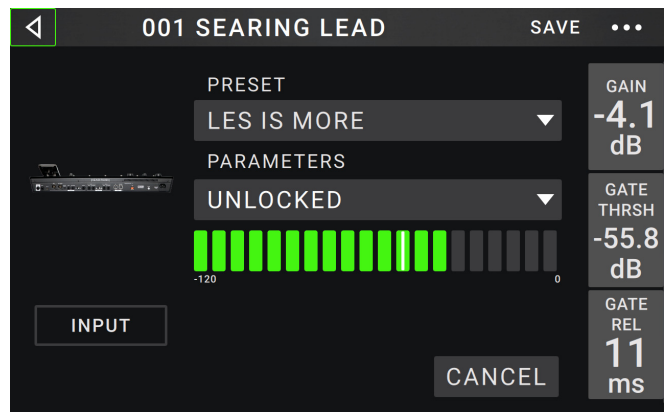 001 SEARING LEAD
SAVE
PRESET
LES IS MORE
PARAMETERS
UNLOCKED
-120
0
INPUT
CANCEL
GAIN
-4.1
dB
GATE
THRSH
-55.8
dB
GATE
REL
11
ms